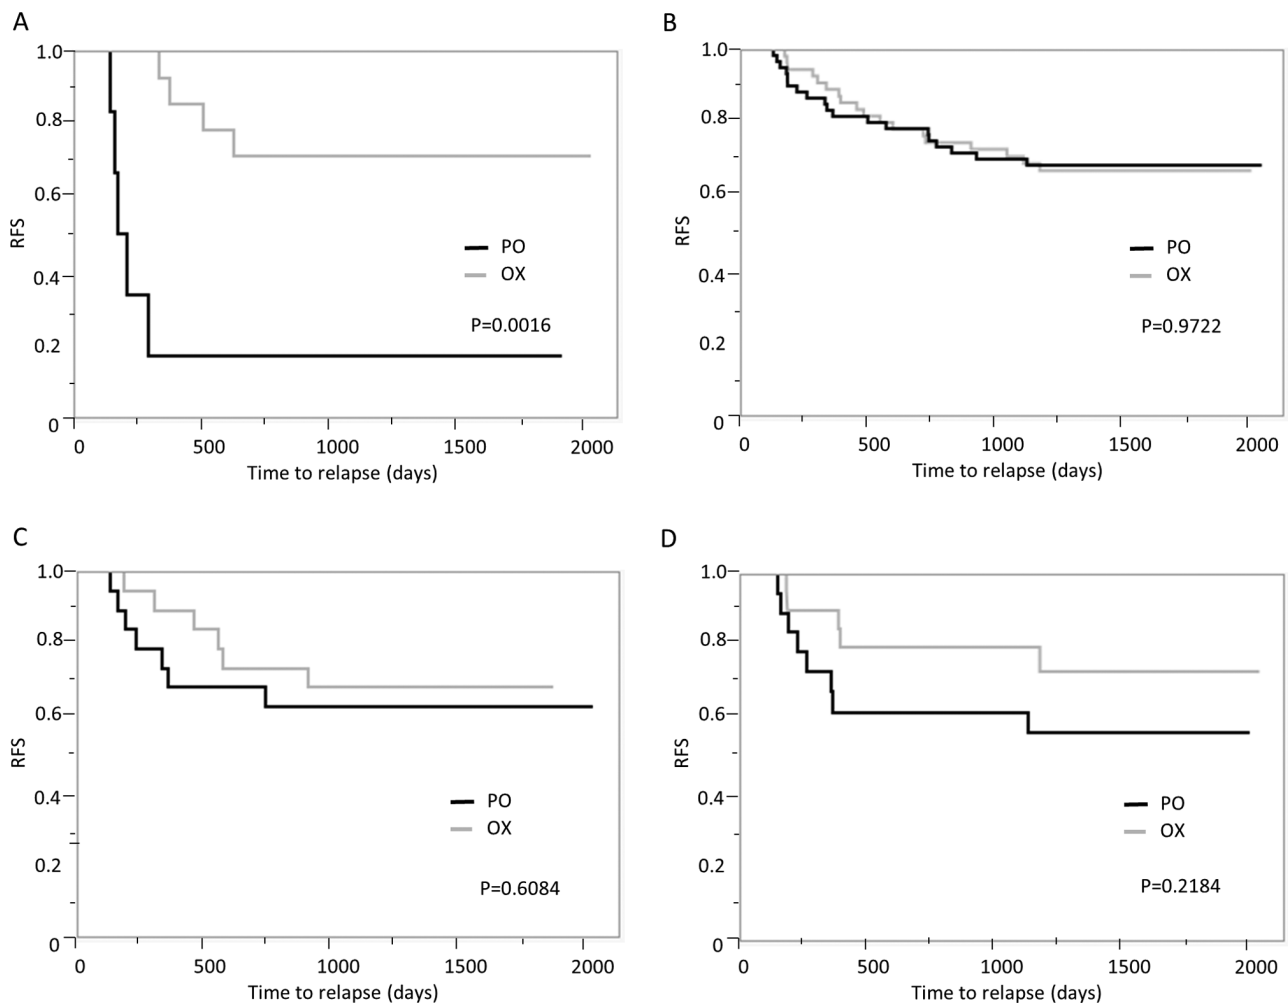 A
1.0
0.8
0.6
0.4
0.2
0
RFS
PO
OX
P=0.0016
0 500 1000 1500 2000
Time to relapse (days)
B
1.0
0.8
0.6
0.4
0.2
0
RFS
PO
OX
P=0.9722
0 500 1000 1500 2000
Time to relapse (days)
C
1.0
0.8
0.6
0.4
0.2
0
RFS
PO
OX
P=0.6084
0 500 1000 1500 2000
Time to relapse (days)
D
1.0
0.8
0.6
0.4
0.2
0
RFS
PO
OX
P=0.2184
0 500 1000 1500 2000
Time to relapse (days)